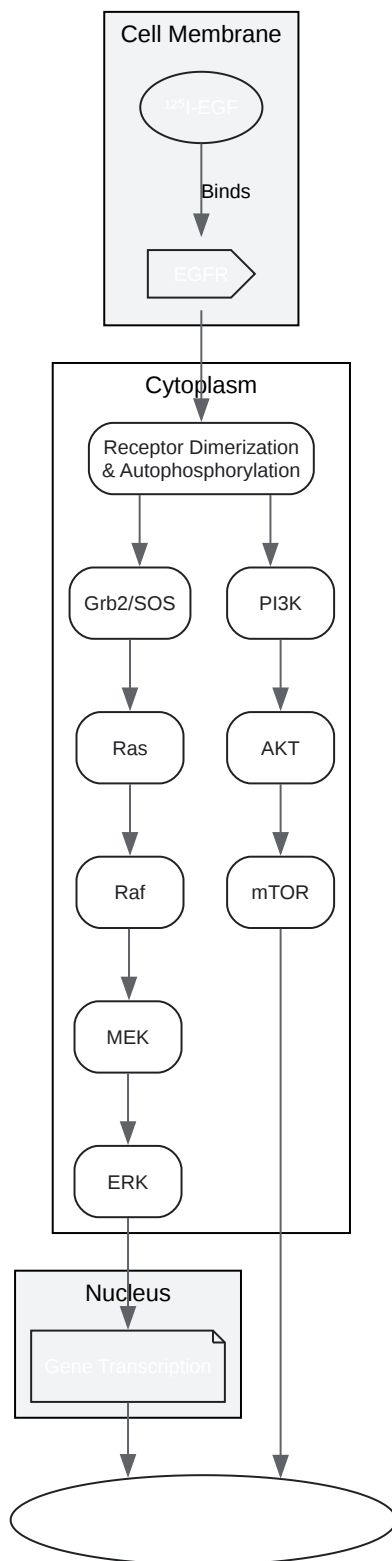 Cell Membrane
¹²⁵I-EGF
Binds
EGFR
Cytoplasm
Receptor Dimerization
& Autophosphorylation
Grb2/SOS
PI3K
Ras
AKT
Raf
mTOR
MEK
ERK
Nucleus
Gene Transcription